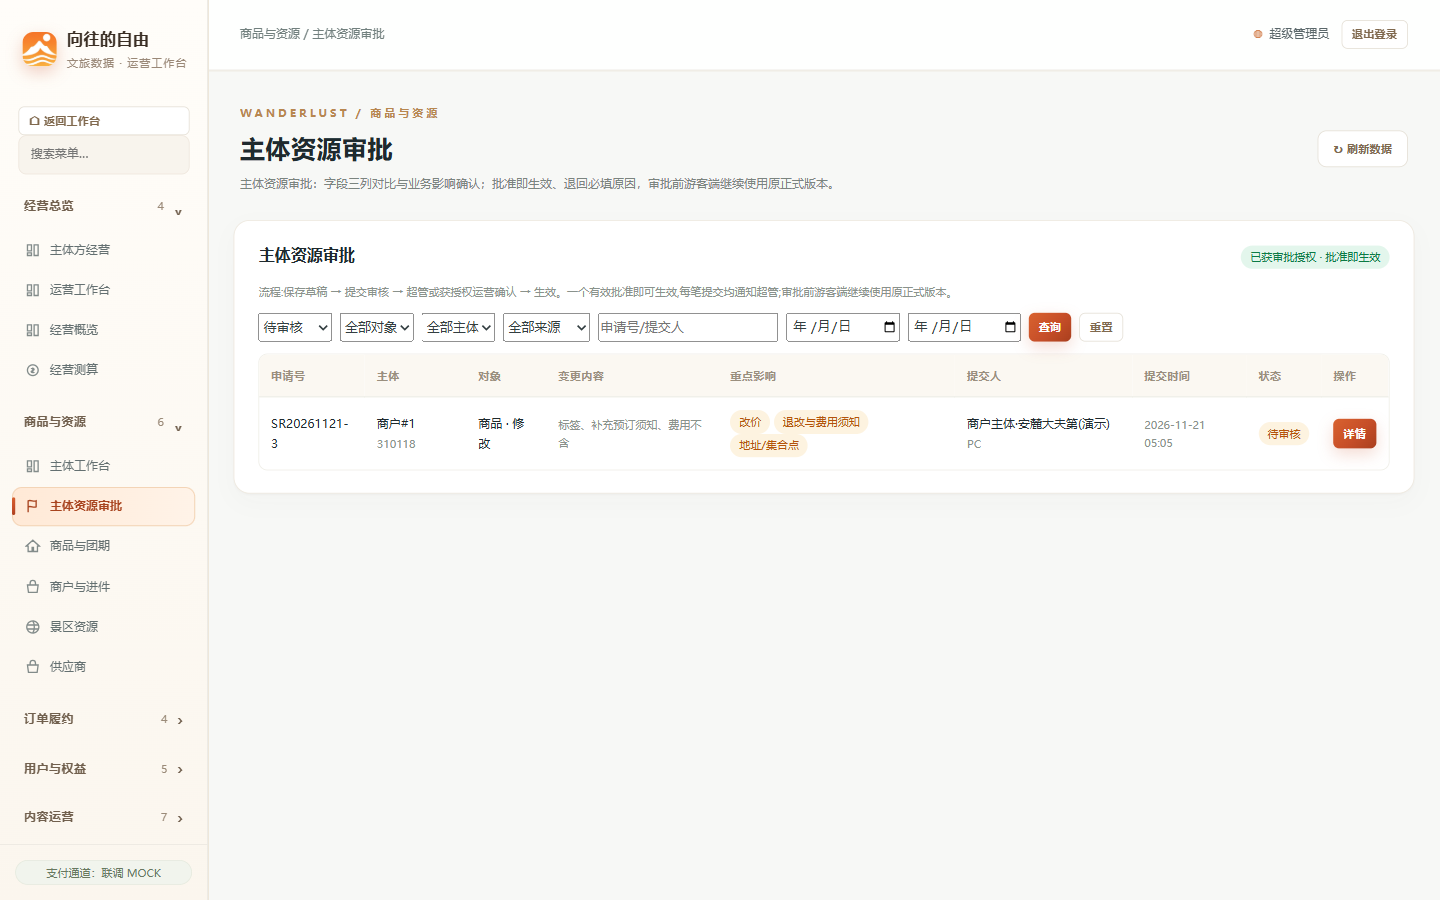 向往的自由
文旅数据 · 运营工作台
返回工作台
搜索菜单...
经营总览 4
主体方经营
运营工作台
经营概览
经营测算
商品与资源 6
主体工作台
主体资源审批
商品与团期
商户与进件
景区资源
供应商
订单履约 4
用户与权益 5
内容运营 7
支付通道：联调 MOCK
商品与资源 / 主体资源审批
超级管理员
退出登录
WANDERLUST / 商品与资源
主体资源审批
主体资源审批：字段三列对比与业务影响确认；批准即生效、退回必填原因，审批前游客端继续使用原正式版本。
↻ 刷新数据
主体资源审批
已获审批授权 · 批准即生效
流程:保存草稿 → 提交审核 → 超管或获授权运营确认 → 生效。一个有效批准即可生效,每笔提交均通知超管;审批前游客端继续使用原正式版本。
待审核 全部对象 全部主体 全部来源 申请号/提交人 年 /月/日 年 /月/日 查询 重置
申请号 主体 对象 变更内容 重点影响 提交人 提交时间 状态 操作
SR20261121-
3
商户#1
310118
商品 · 修
改
标签、补充预订须知、费用不
含
改价 退改与费用须知
地址/集合点
商户主体·安麓大夫第(演示)
PC
2026-11-21
05:05
待审核
详情